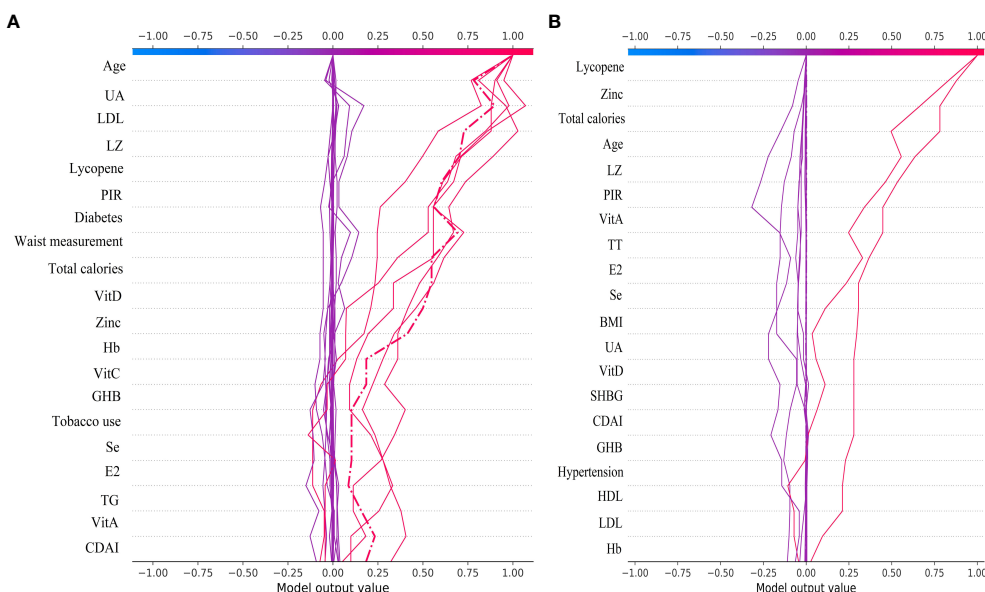 A
−1.00 −0.75 −0.50 −0.25 0.00 0.25 0.50 0.75 1.00
Age
UA
LDL
LZ
Lycopene
PIR
Diabetes
Waist measurement
Total calories
VitD
Zinc
Hb
VitC
GHB
Tobacco use
Se
E2
TG
VitA
CDAI
−1.00 −0.75 −0.50 −0.25 0.00 0.25 0.50 0.75 1.00
Model output value
B
−1.00 −0.75 −0.50 −0.25 0.00 0.25 0.50 0.75 1.00
Lycopene
Zinc
Total calories
Age
LZ
PIR
VitA
TT
E2
Se
BMI
UA
VitD
SHBG
CDAI
GHB
Hypertension
HDL
LDL
Hb
−1.00 −0.75 −0.50 −0.25 0.00 0.25 0.50 0.75 1.00
Model output value